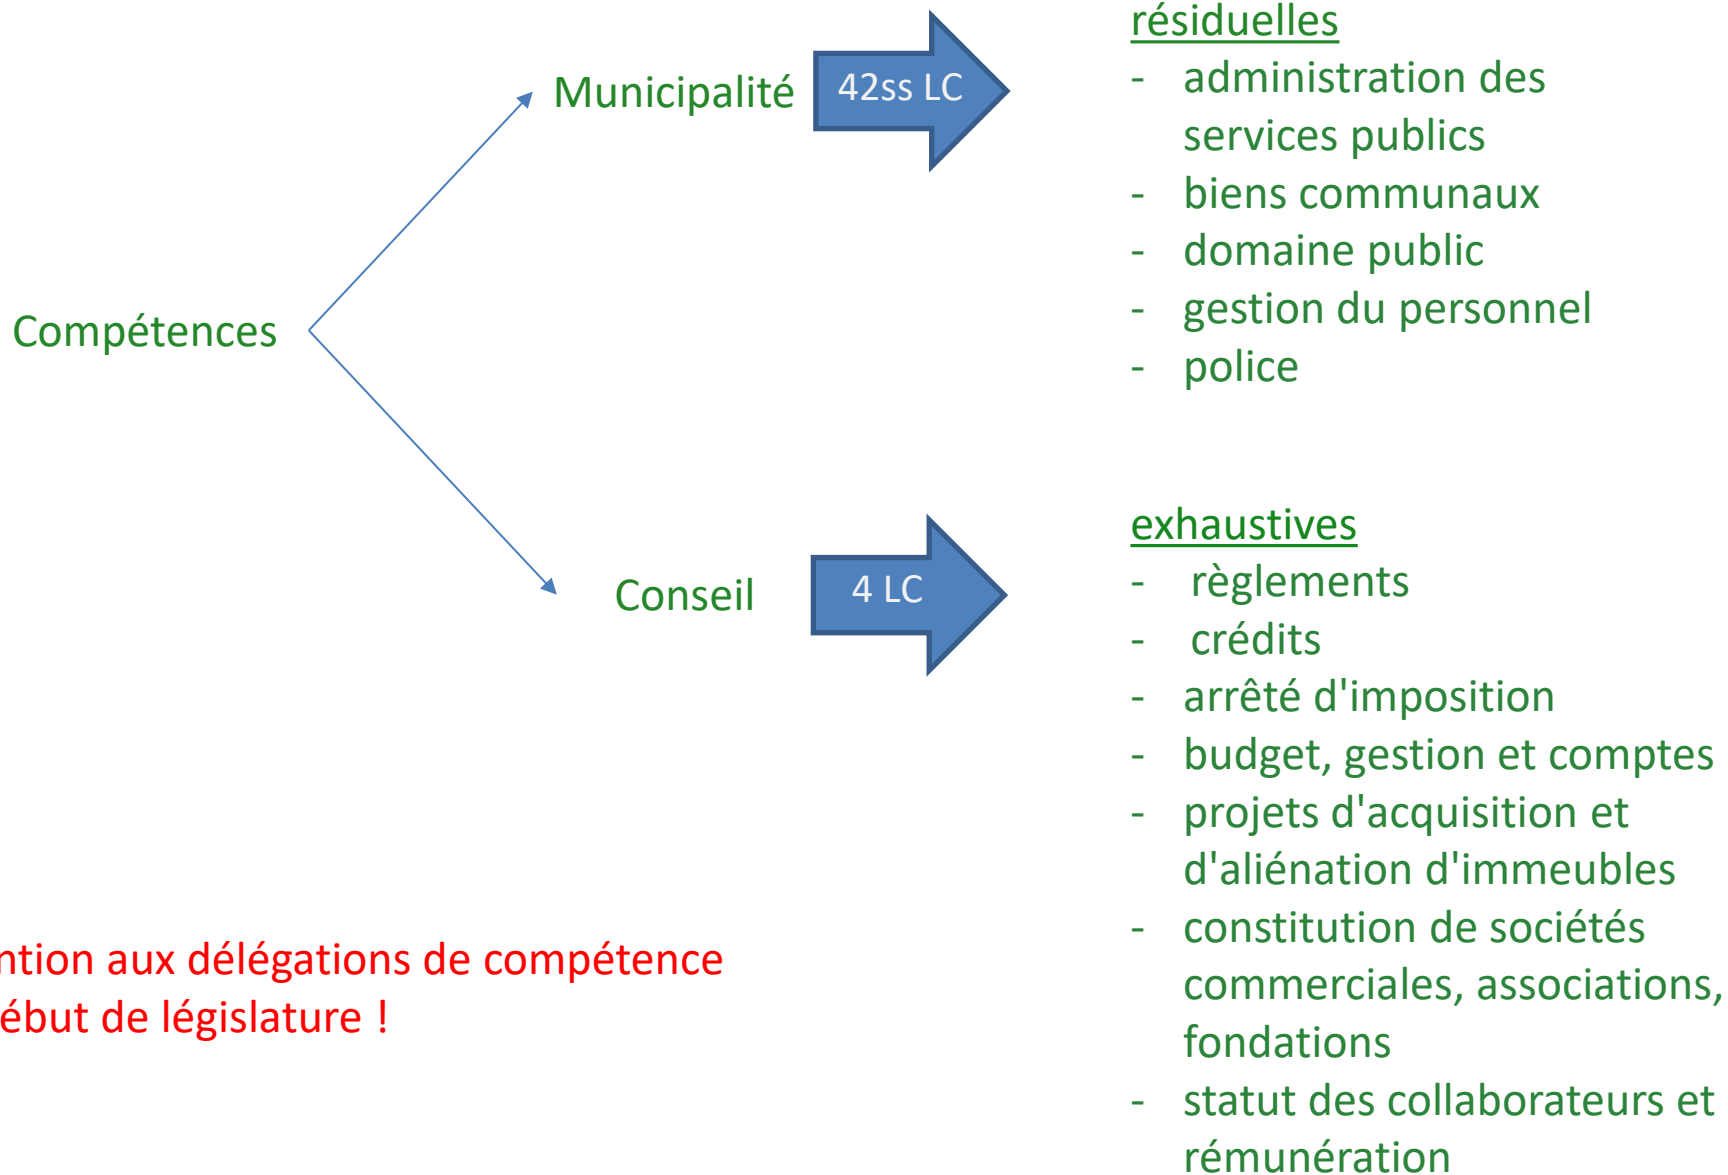 résiduelles
- administration des
services publics
- biens communaux
- domaine public
- gestion du personnel
- police
Municipalité
42ss LC
Compétences
Conseil
4 LC
exhaustives
- règlements
- crédits
- arrêté d'imposition
- budget, gestion et comptes
- projets d'acquisition et
d'aliénation d'immeubles
- constitution de sociétés
commerciales, associations,
fondations
- statut des collaborateurs et
rémunération
aux délégations de compétence
de législature !